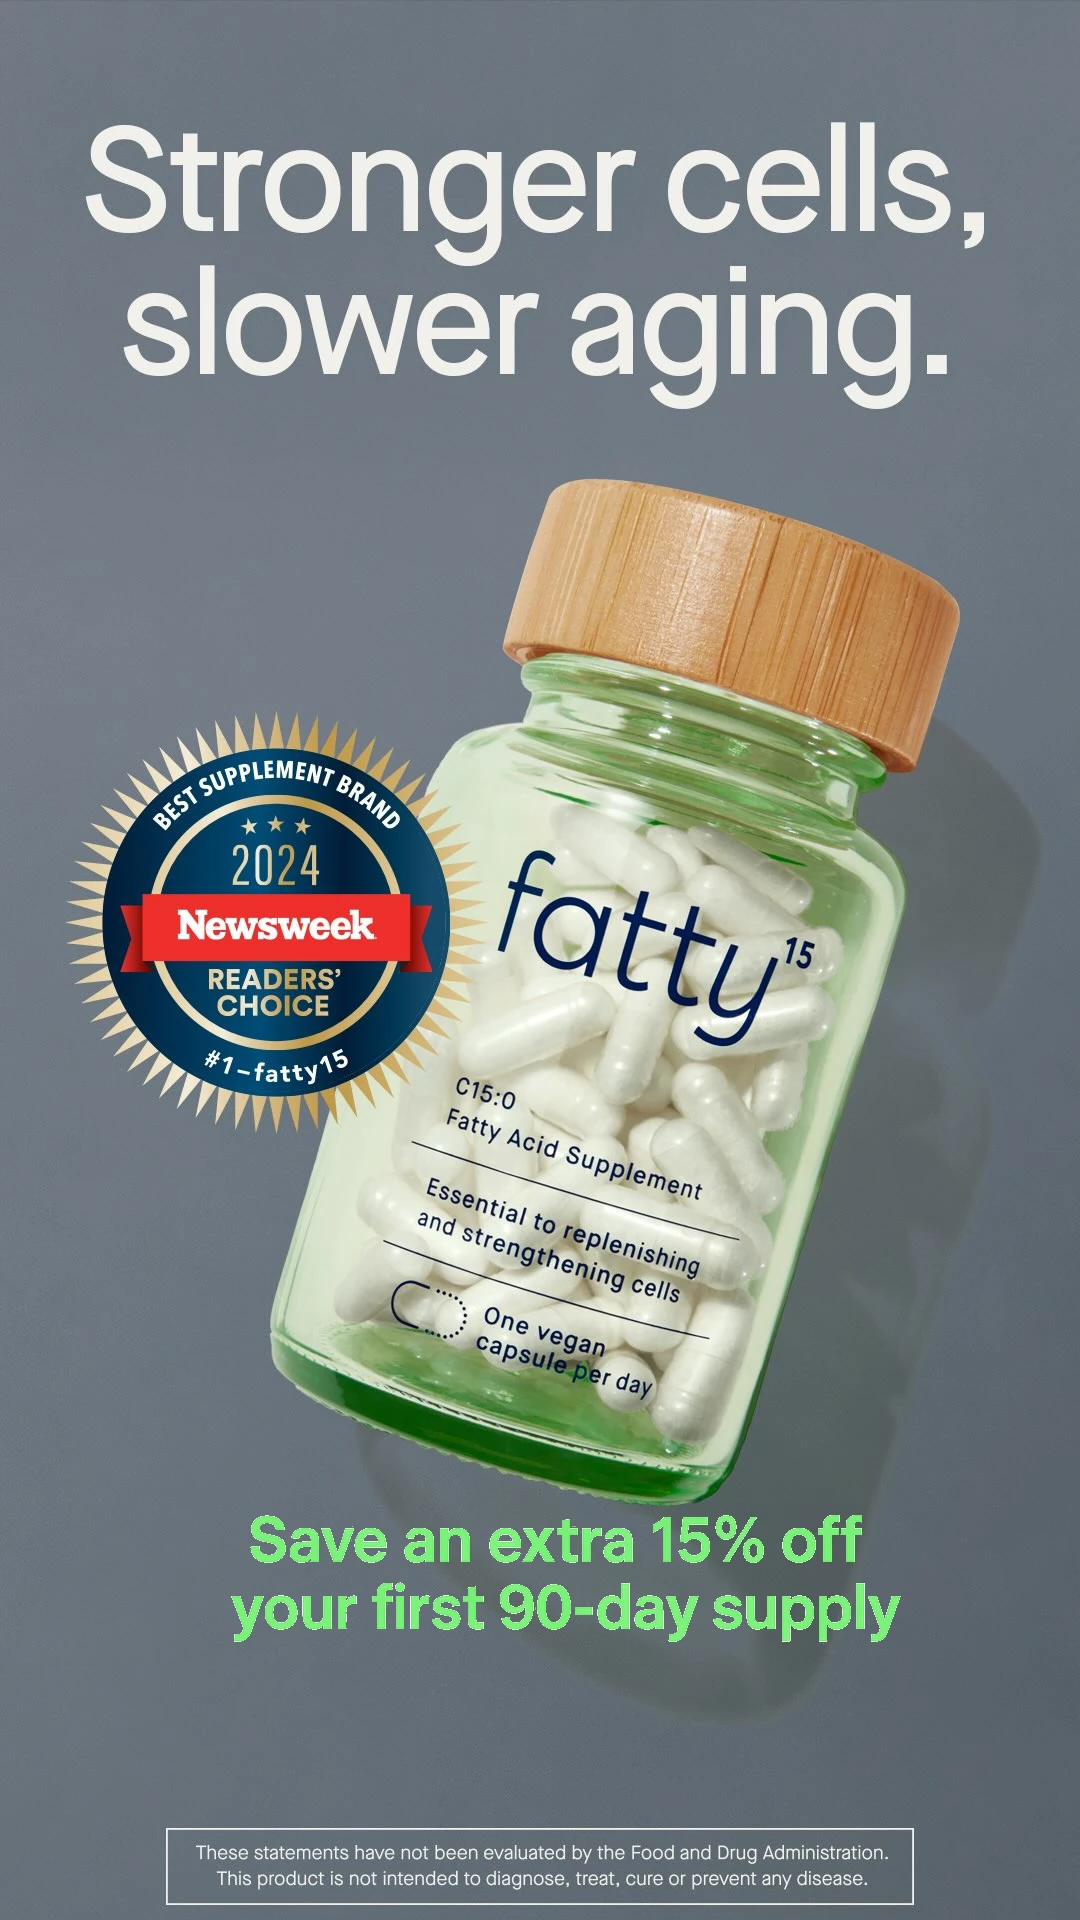 Stronger cells,
slower aging.
BEST SUPPLEMENT BRAND
2024
Newsweek
READERS'
CHOICE
#1-fatty15
fatty15
C15:0
Fatty Acid Supplement
Essential to replenishing
and strengthening cells
One vegan
capsule per day
Save an extra 15% off
your first 90-day supply
These statements have not been evaluated by the Food and Drug Administration.
This product is not intended to diagnose, treat, cure or prevent any disease.